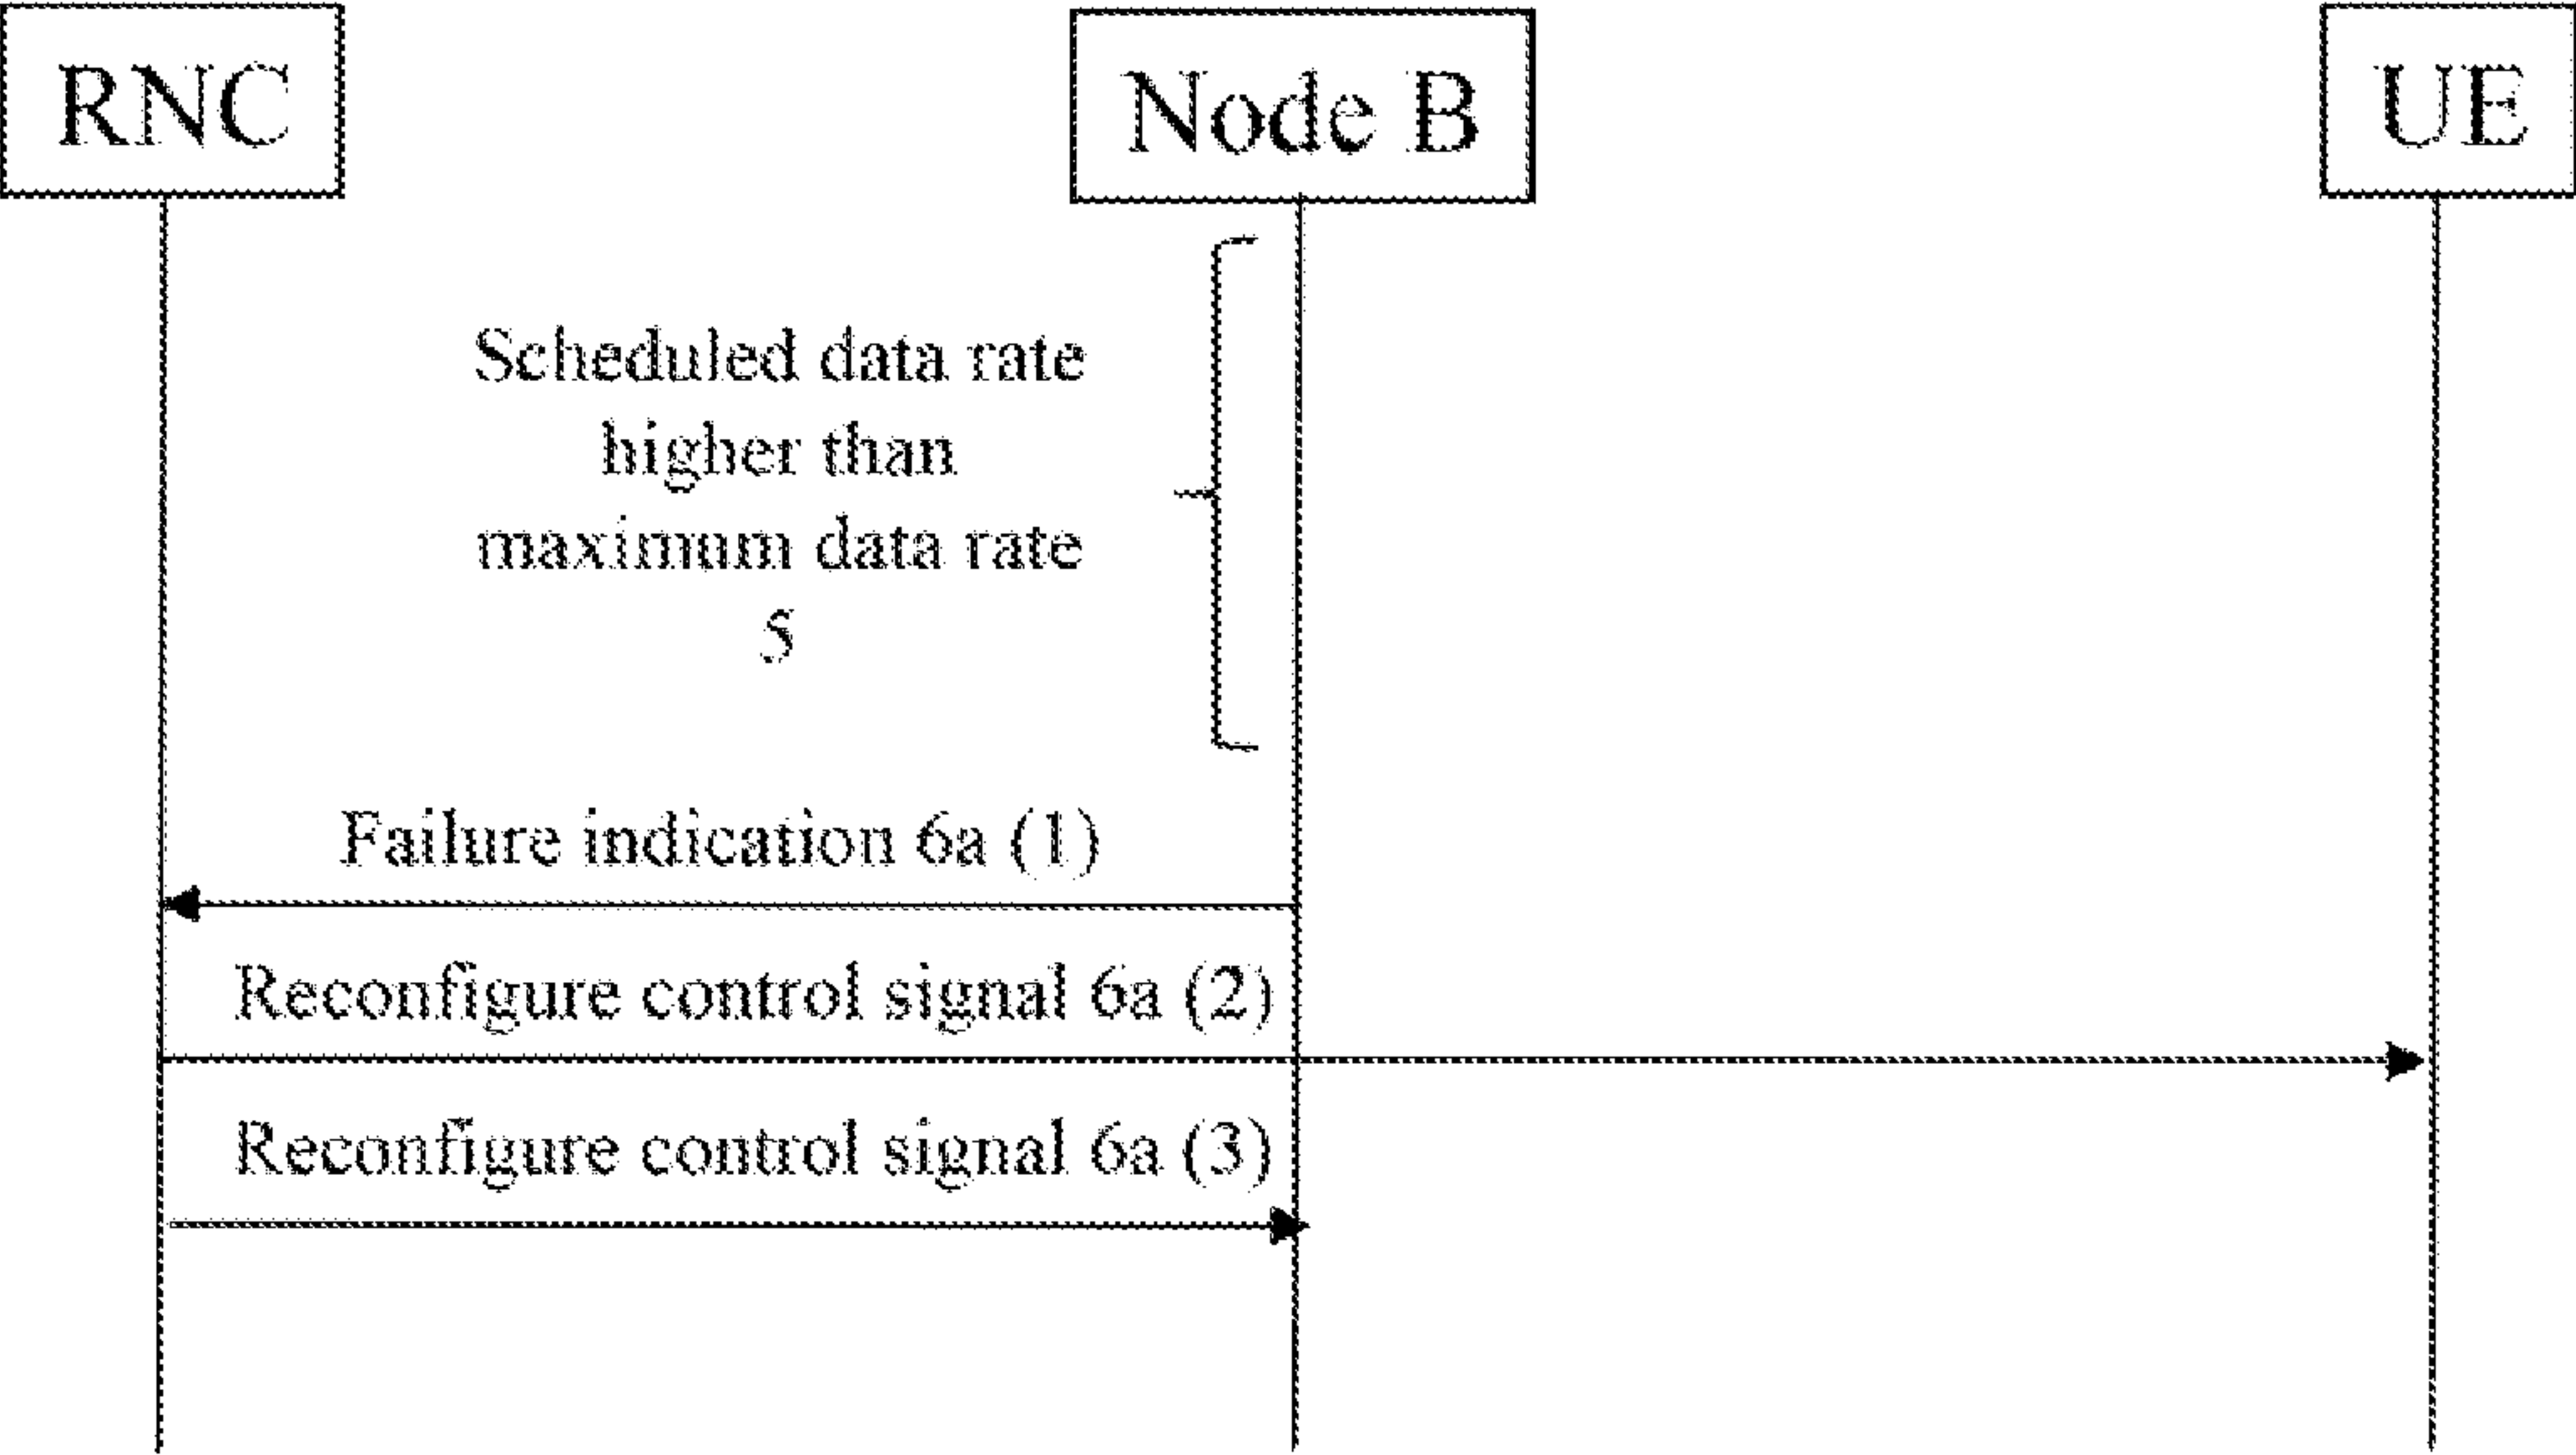 RNC
Node B
UE
Scheduled data rate
higher than
maximum data rate
5
Failure indication 6a (1)
Reconfigure control signal 6a (2)
Reconfigure control signal 6a (3)